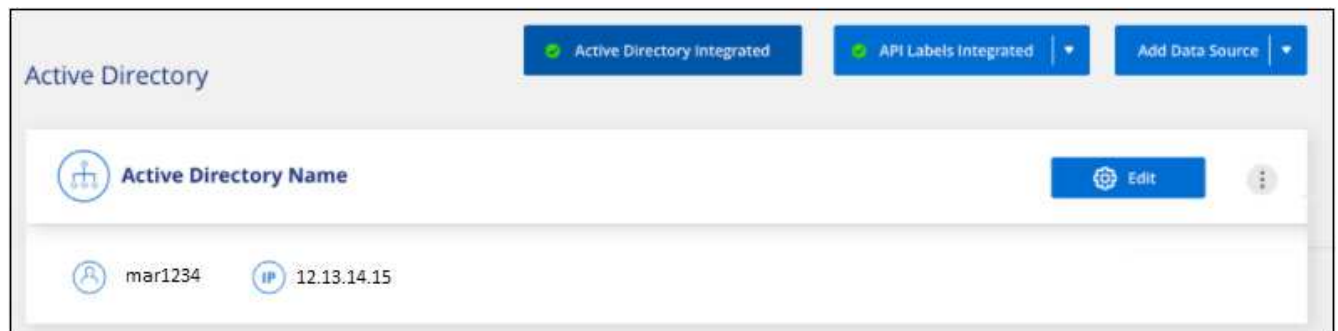 Active Directory Integrated
API Labels Integrated
Add Data Source
Active Directory
Active Directory Name
Edit
mar1234
IP
12.13.14.15